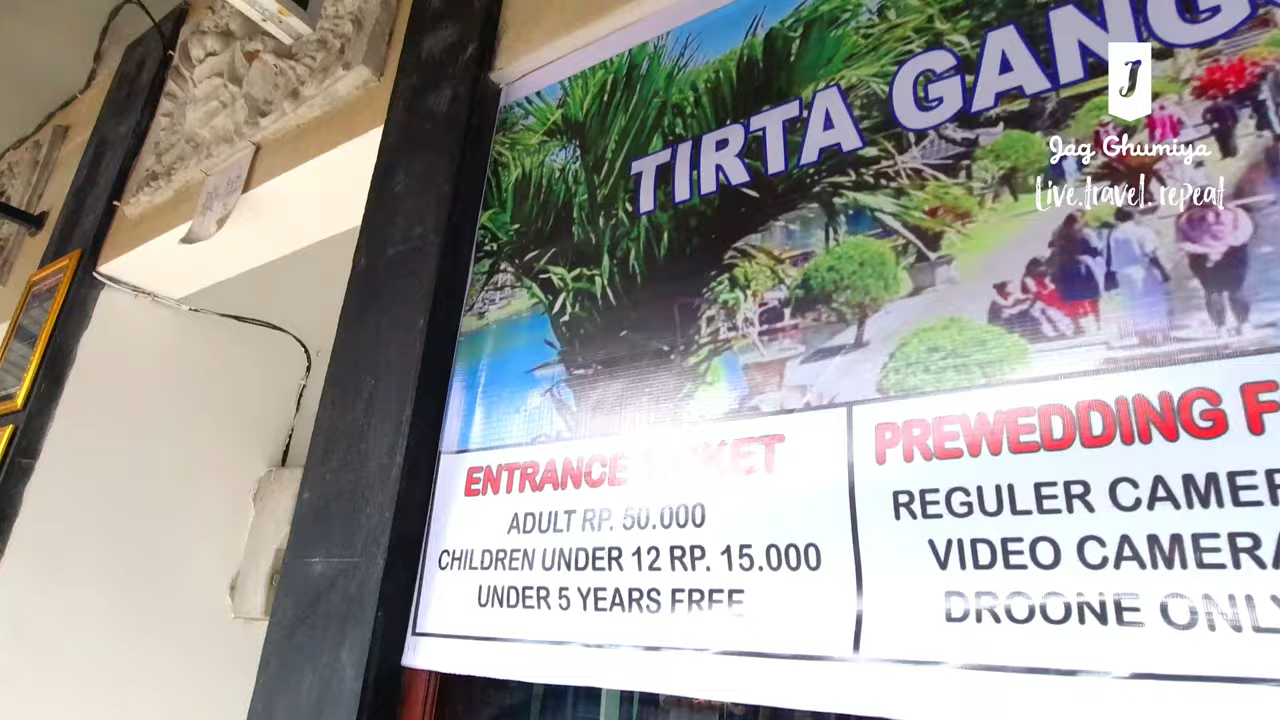 TIRTA GANG
J
Jag Ghumiya
Live.travel.repeat
ENTRANCE
ADULT RP. 50.000
CHILDREN UNDER 12 RP. 15.000
UNDER 5 YEARS FREE
PREWEDDING F
REGULER CAMER
VIDEO CAMERA
DROONE ONLY